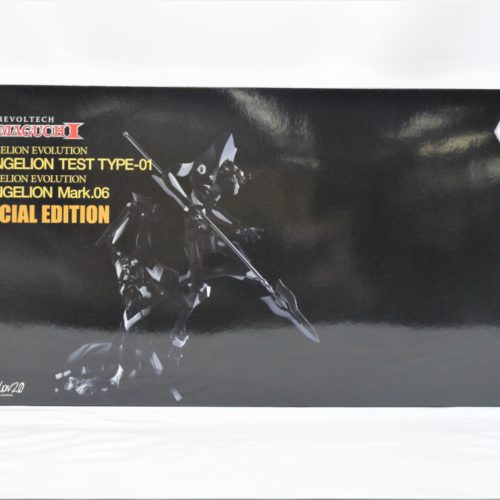 REVOLTECH
MAGUCHI
ELION EVOLUTION
NGELION TEST TYPE-01
ELION EVOLUTION
NGELION Mark.06
CIAL EDITION